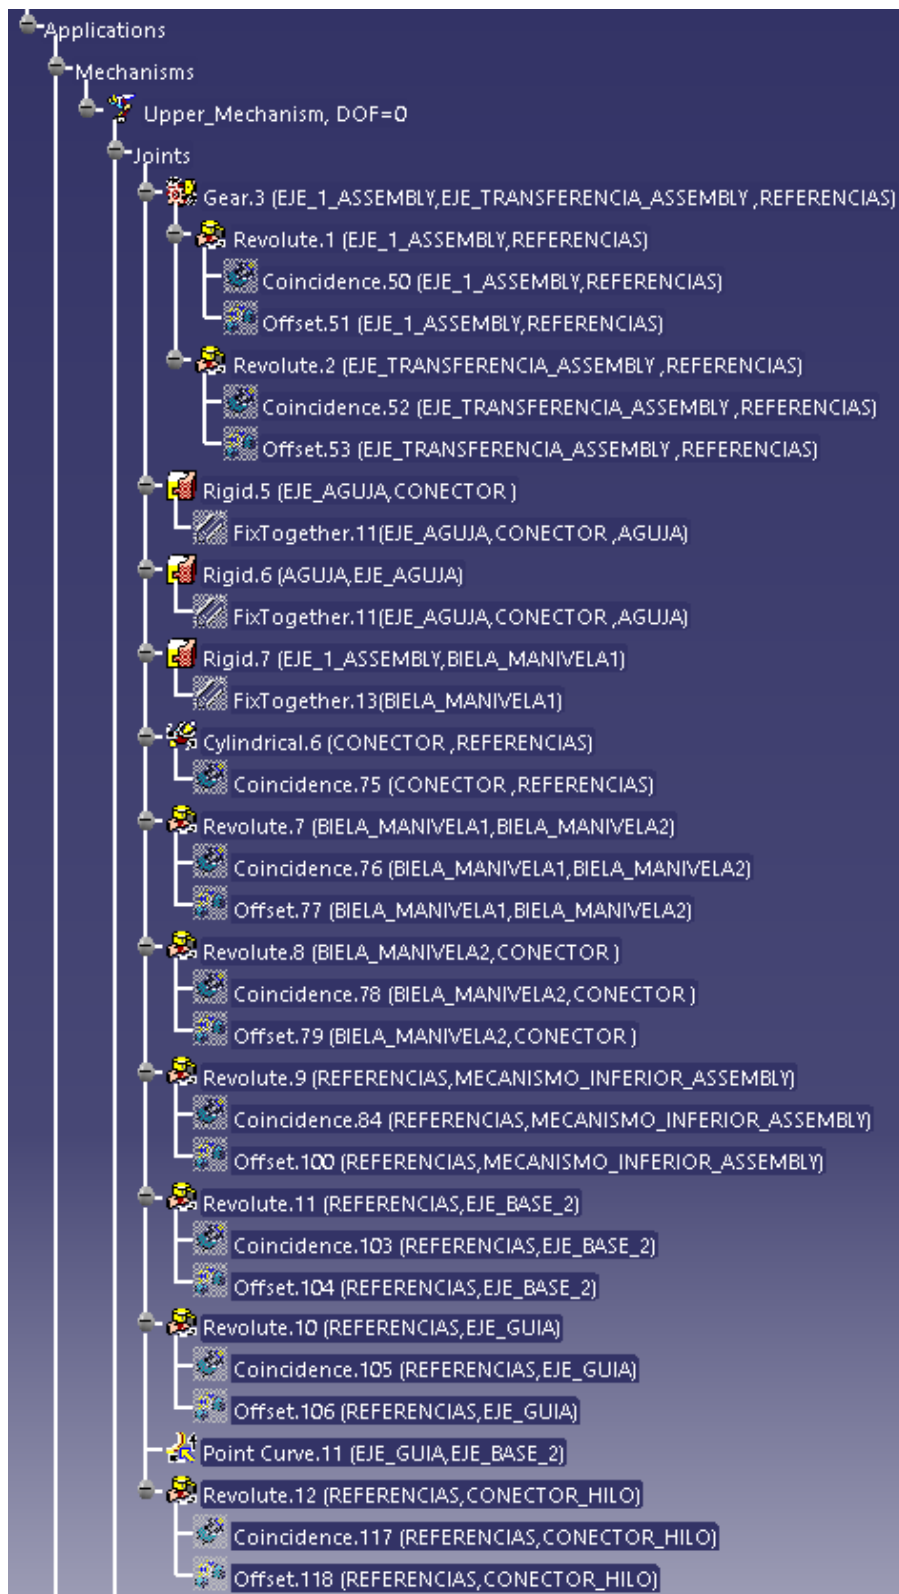 Applications
Mechanisms
Upper_Mechanism, DOF=0
Joints
Gear.3 (EJE_1_ASSEMBLY,EJE_TRANSFERENCIA_ASSEMBLY ,REFERENCIAS)
Revolute.1 (EJE_1_ASSEMBLY,REFERENCIAS)
Coincidence.50 (EJE_1_ASSEMBLY,REFERENCIAS)
Offset.51 (EJE_1_ASSEMBLY,REFERENCIAS)
Revolute.2 (EJE_TRANSFERENCIA_ASSEMBLY ,REFERENCIAS)
Coincidence.52 (EJE_TRANSFERENCIA_ASSEMBLY ,REFERENCIAS)
Offset.53 (EJE_TRANSFERENCIA_ASSEMBLY ,REFERENCIAS)
Rigid.5 (EJE_AGUJA,CONECTOR )
FixTogether.11(EJE_AGUJA,CONECTOR ,AGUJA)
Rigid.6 (AGUJA,EJE_AGUJA)
FixTogether.11(EJE_AGUJA,CONECTOR ,AGUJA)
Rigid.7 (EJE_1_ASSEMBLY,BIELA_MANIVELA1)
FixTogether.13(BIELA_MANIVELA1)
Cylindrical.6 (CONECTOR ,REFERENCIAS)
Coincidence.75 (CONECTOR ,REFERENCIAS)
Revolute.7 (BIELA_MANIVELA1,BIELA_MANIVELA2)
Coincidence.76 (BIELA_MANIVELA1,BIELA_MANIVELA2)
Offset.77 (BIELA_MANIVELA1,BIELA_MANIVELA2)
Revolute.8 (BIELA_MANIVELA2,CONECTOR )
Coincidence.78 (BIELA_MANIVELA2,CONECTOR )
Offset.79 (BIELA_MANIVELA2,CONECTOR )
Revolute.9 (REFERENCIAS,MECANISMO_INFERIOR_ASSEMBLY)
Coincidence.84 (REFERENCIAS,MECANISMO_INFERIOR_ASSEMBLY)
Offset.100 (REFERENCIAS,MECANISMO_INFERIOR_ASSEMBLY)
Revolute.11 (REFERENCIAS,EJE_BASE_2)
Coincidence.103 (REFERENCIAS,EJE_BASE_2)
Offset.104 (REFERENCIAS,EJE_BASE_2)
Revolute.10 (REFERENCIAS,EJE_GUIA)
Coincidence.105 (REFERENCIAS,EJE_GUIA)
Offset.106 (REFERENCIAS,EJE_GUIA)
Point Curve.11 (EJE_GUIA,EJE_BASE_2)
Revolute.12 (REFERENCIAS,CONECTOR_HILO)
Coincidence.117 (REFERENCIAS,CONECTOR_HILO)
Offset.118 (REFERENCIAS,CONECTOR_HILO)